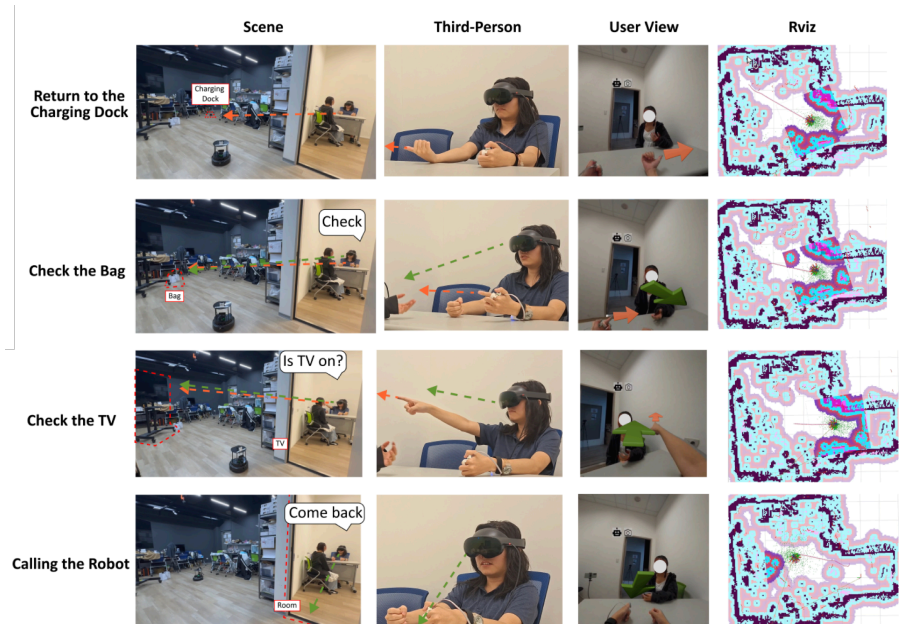 Scene
Third-Person
User View
Rviz
Return to the
Charging Dock
Charging
Dock
Check the Bag
Check
Bag
Check the TV
Is TV on?
TV
Calling the Robot
Come back
Room